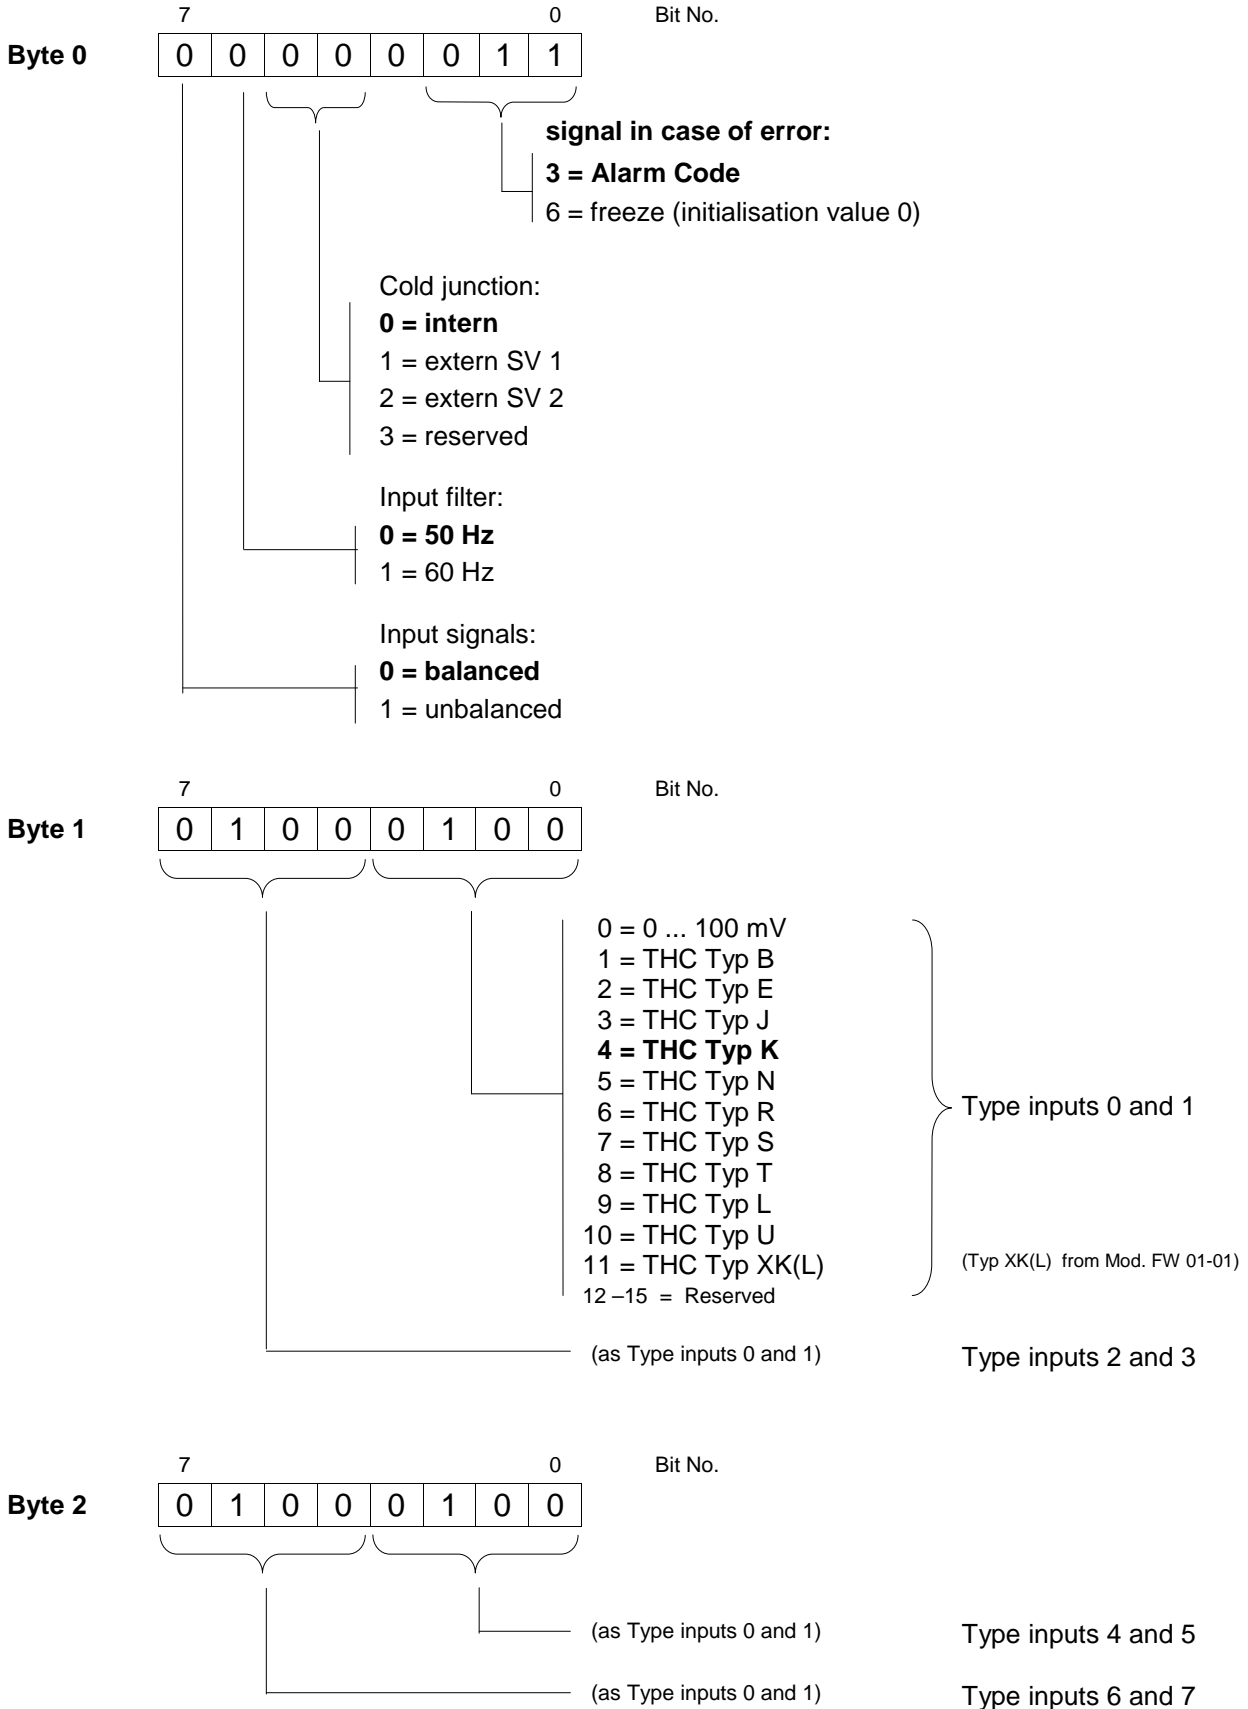 7 0 Bit No.
Byte 0 0 0 0 0 0 0 1 1
signal in case of error:
3 = Alarm Code
6 = freeze (initialisation value 0)
Cold junction:
0 = intern
1 = extern SV 1
2 = extern SV 2
3 = reserved
Input filter:
0 = 50 Hz
1 = 60 Hz
Input signals:
0 = balanced
1 = unbalanced
7 0 Bit No.
Byte 1 0 1 0 0 0 1 0 0
0 = 0 ... 100 mV
1 = THC Typ B
2 = THC Typ E
3 = THC Typ J
4 = THC Typ K
5 = THC Typ N
6 = THC Typ R
Type inputs 0 and 1
7 = THC Typ S
8 = THC Typ T
9 = THC Typ L
10 = THC Typ U
11 = THC Typ XK(L) (Typ XK(L) from Mod. FW 01-01)
12 –15 = Reserved
(as Type inputs 0 and 1) Type inputs 2 and 3
7 0 Bit No.
Byte 2 0 1 0 0 0 1 0 0
(as Type inputs 0 and 1) Type inputs 4 and 5
(as Type inputs 0 and 1) Type inputs 6 and 7